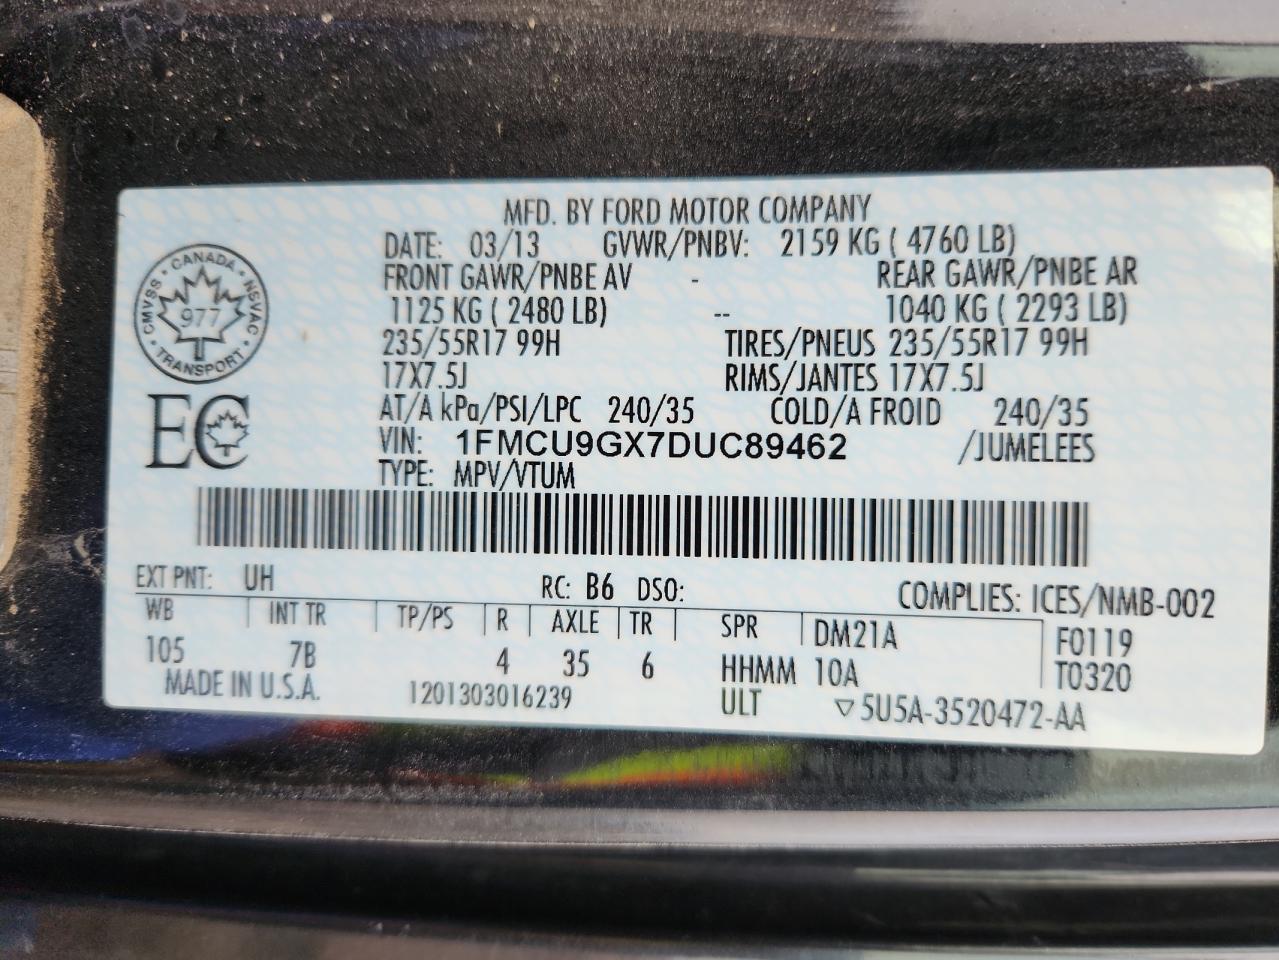 MFD. BY FORD MOTOR COMPANY
DATE: 03/13 GVWR/PNBV: 2159 KG ( 4760 LB)
FRONT GAWR/PNBE AV - REAR GAWR/PNBE AR
1125 KG ( 2480 LB) -- 1040 KG ( 2293 LB)
235/55R17 99H TIRES/PNEUS 235/55R17 99H
17X7.5J RIMS/JANTES 17X7.5J
AT/A kPa/PSI/LPC 240/35 COLD/A FROID 240/35
VIN: 1FMCU9GX7DUC89462 /JUMELEES
TYPE: MPV/VTUM
CANADA
CMVSS NSVAC
977
TRANSPORT
EC
EXT PNT: UH RC: B6 DSO: COMPLIES: ICES/NMB-002
WB INT TR TP/PS R AXLE TR SPR DM21A F0119
105 7B 4 35 6 HHMM 10A T0320
MADE IN U.S.A. 1201303016239 ULT ▽5U5A-3520472-AA